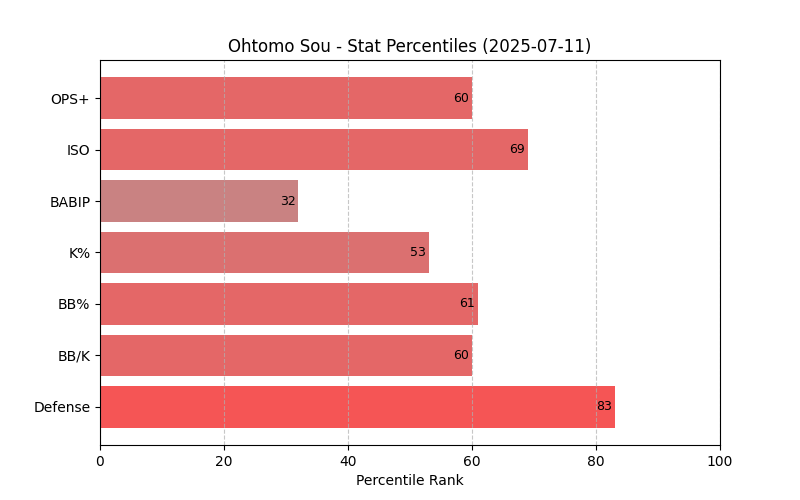 Ohtomo Sou - Stat Percentiles (2025-07-11)
OPS+ 60
ISO 69
BABIP 32
K% 53
BB% 61
BB/K 60
Defense 83
0 20 40 60 80 100
Percentile Rank